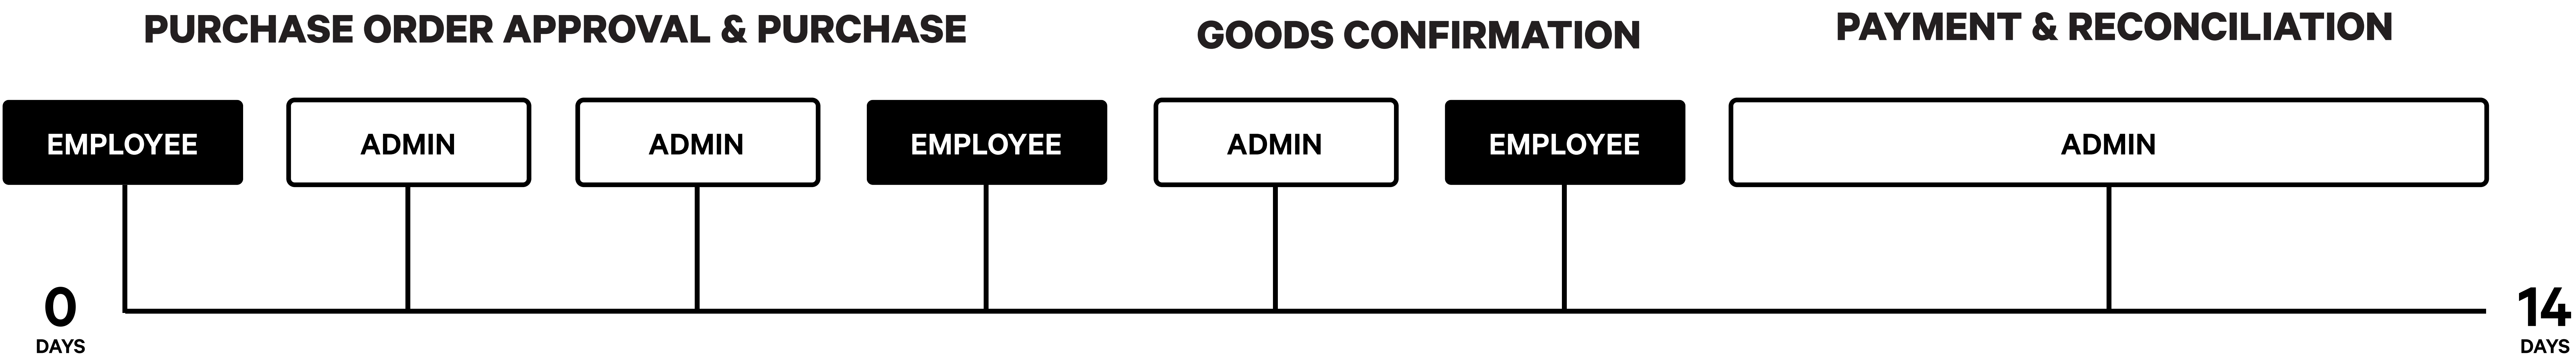 PURCHASE ORDER APPROVAL & PURCHASE
GOODS CONFIRMATION
PAYMENT & RECONCILIATION
EMPLOYEE
ADMIN
ADMIN
EMPLOYEE
ADMIN
EMPLOYEE
ADMIN
0
DAYS
14
DAYS